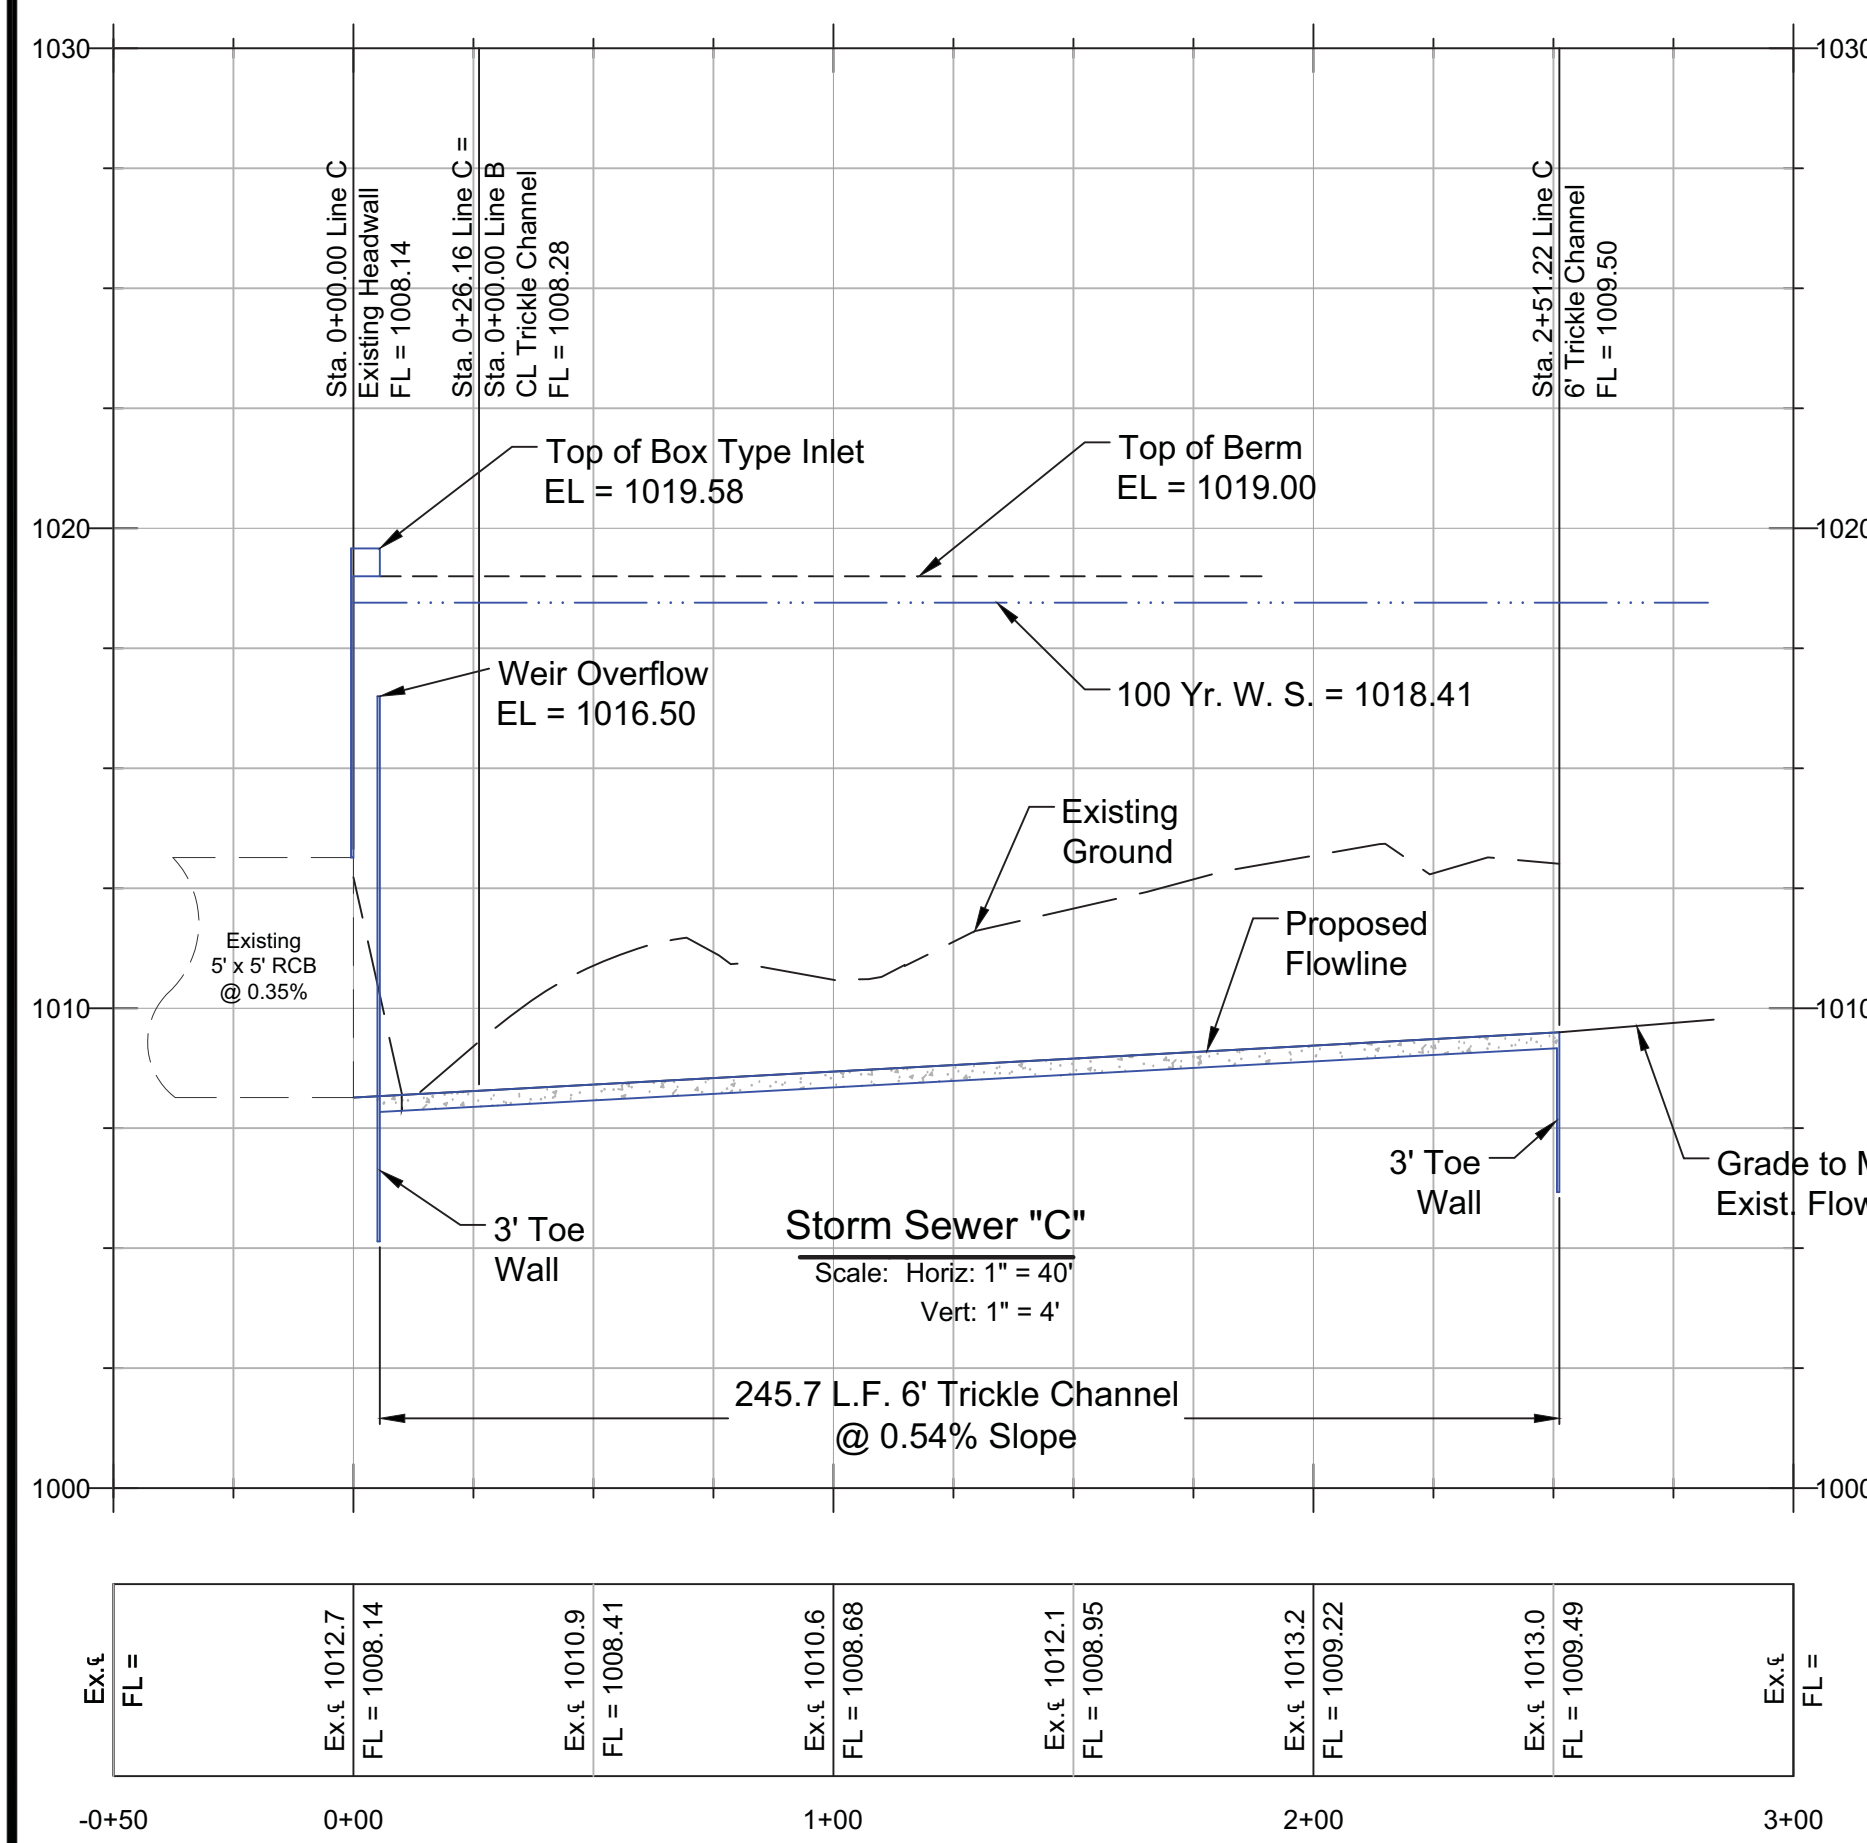 1030
1030
Sta. 0+00.00 Line C
Existing Headwall
FL = 1008.14
Sta. 0+26.16 Line C =
Sta. 0+00.00 Line B
CL Trickle Channel
FL = 1008.28
Sta. 2+51.22 Line C
6' Trickle Channel
FL = 1009.50
Top of Box Type Inlet
EL = 1019.58
Top of Berm
EL = 1019.00
1020
1020
Weir Overflow
EL = 1016.50
100 Yr. W. S. = 1018.41
Existing
Ground
Proposed
Flowline
Existing
5' x 5' RCB
@ 0.35%
1010
1010
3' Toe
Wall
Grade to M
Exist. Flow
3' Toe
Wall
Storm Sewer "C"
Scale: Horiz: 1" = 40'
Vert: 1" = 4'
245.7 L.F. 6' Trickle Channel
@ 0.54% Slope
1000
1000
Ex.℄
FL =
Ex.℄ 1012.7
FL = 1008.14
Ex.℄ 1010.9
FL = 1008.41
Ex.℄ 1010.6
FL = 1008.68
Ex.℄ 1012.1
FL = 1008.95
Ex.℄ 1013.2
FL = 1009.22
Ex.℄ 1013.0
FL = 1009.49
Ex.℄
FL =
-0+50
0+00
1+00
2+00
3+00